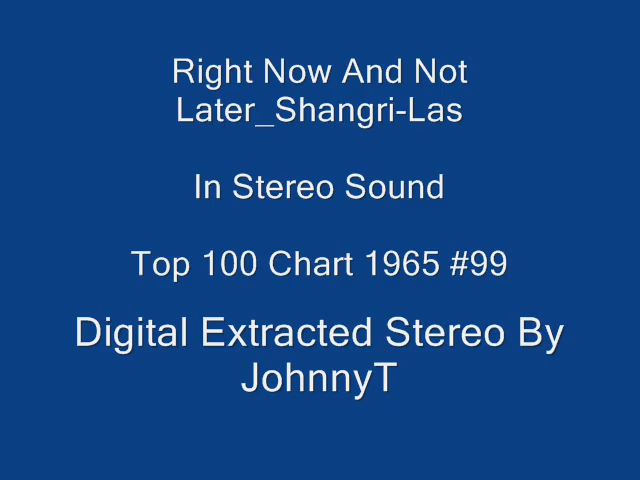 Right Now And Not
Later_Shangri-Las
In Stereo Sound
Top 100 Chart 1965 #99
Digital Extracted Stereo By
JohnnyT